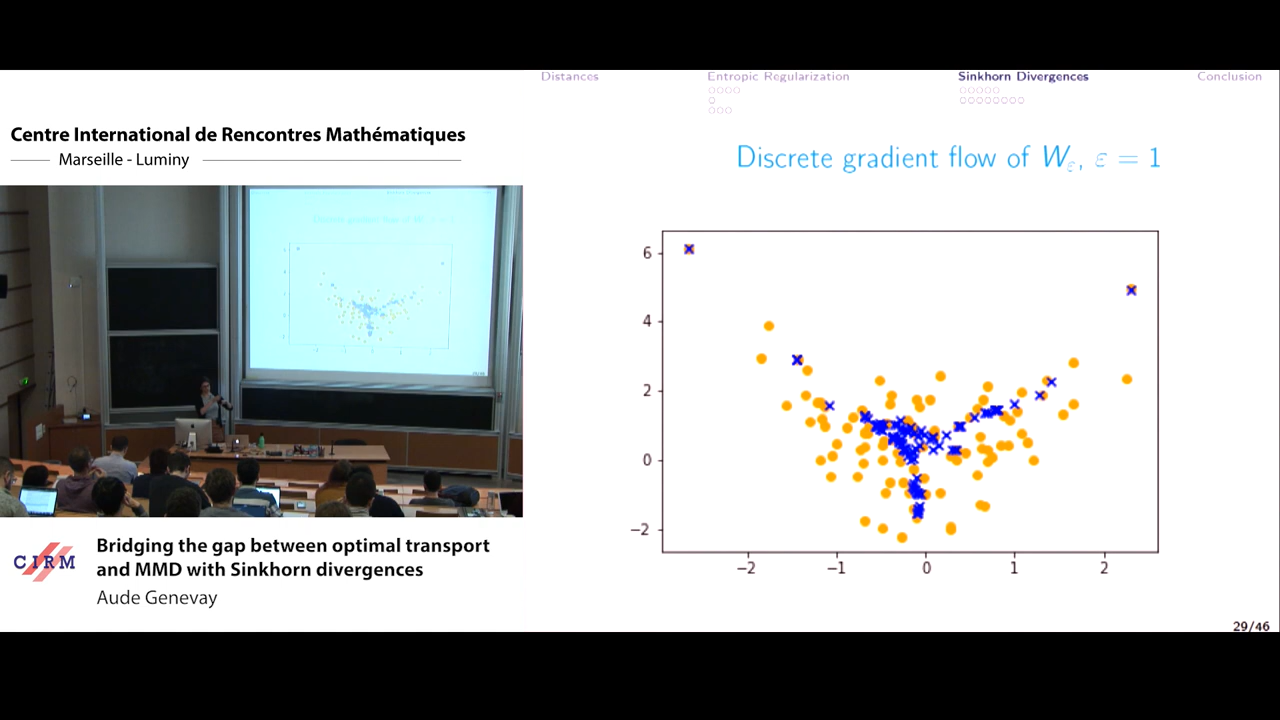 Distances
Entropic Regularization
Sinkhorn Divergences
Conclusion
Centre International de Rencontres Mathématiques
Marseille - Luminy
Discrete gradient flow of Wε, ε = 1
6
4
2
0
−2
−2
−1
0
1
2
CIRM
Bridging the gap between optimal transport
and MMD with Sinkhorn divergences
Aude Genevay
29/46